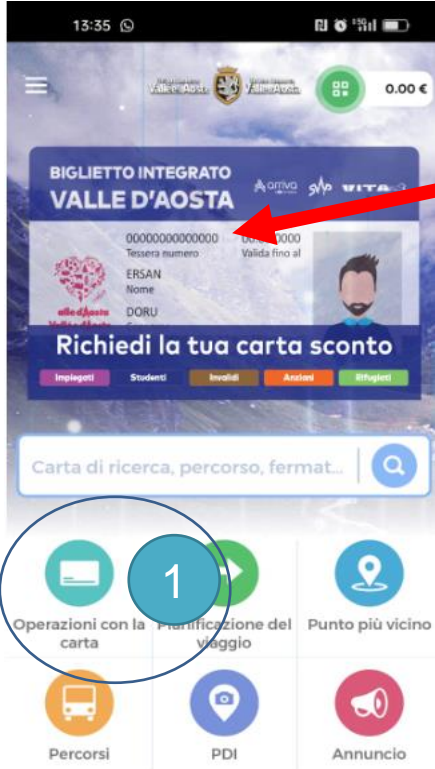 13:35
0.00 €
BIGLIETTO INTEGRATO
VALLE D'AOSTA
arriva
svap
VITA
00000000000000
Tessera numero
Valida fino al
ERSAN
Nome
DORU
Richiedi la tua carta sconto
Impiegati Studenti Invalidi Anziani Rifugiati
Carta di ricerca, percorso, fermat...
1
Operazioni con la carta
Pianificazione del viaggio
Punto più vicino
Percorsi
PDI
Annuncio